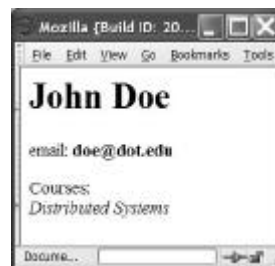 Mozilla {Build ID: 20...
File Edit View Go Bookmarks Tools
John Doe
email: doe@dot.edu
Courses:
Distributed Systems
Docume...